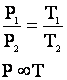 P₁/P₂ = T₁/T₂
P ∞ T